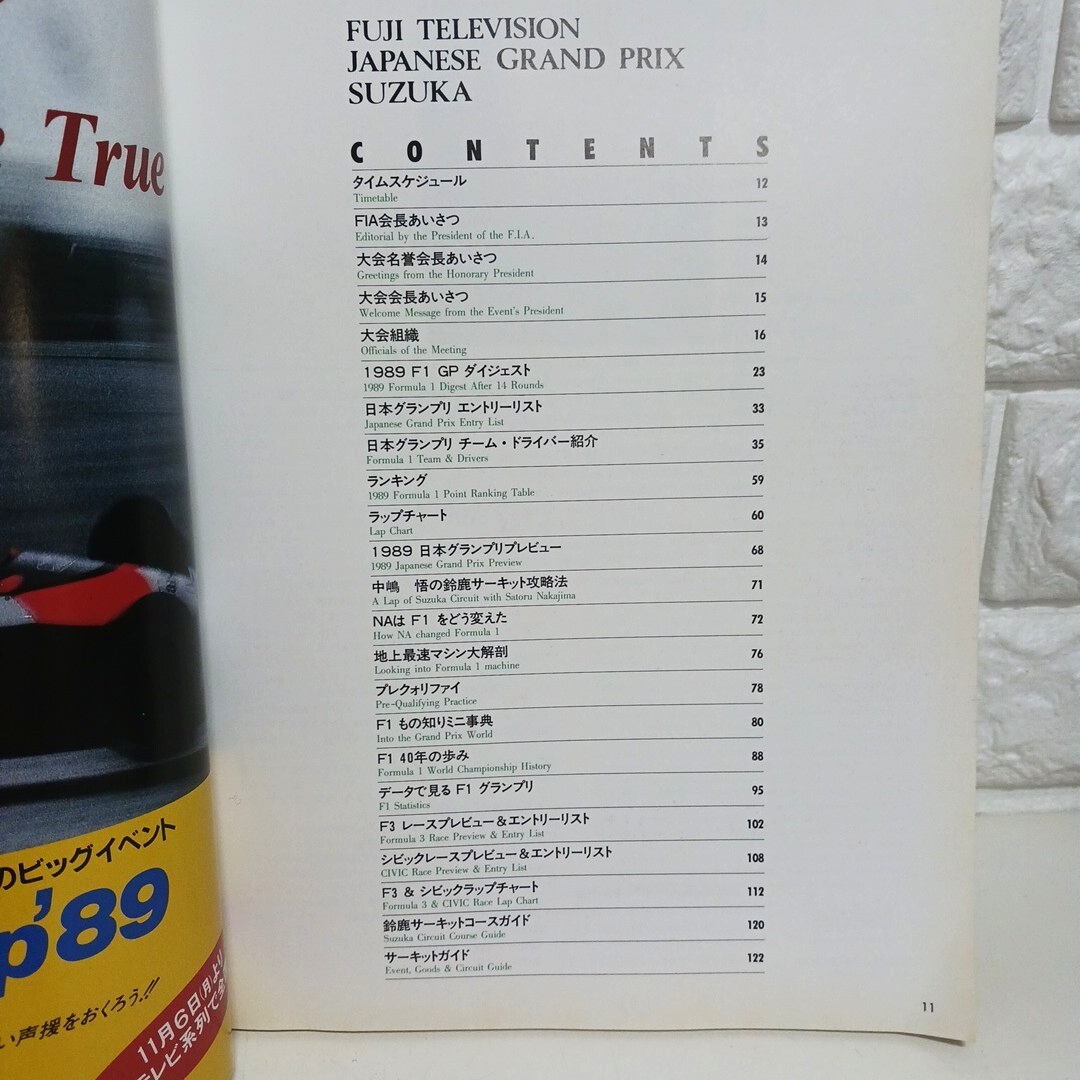 True
のビッグイベント
p'89
い声援をおくろう!!
11月6日(月)より
テレビ系列で
FUJI TELEVISION
JAPANESE GRAND PRIX
SUZUKA
CONTENTS
タイムスケジュール 12
Timetable
FIA会長あいさつ 13
Editorial by the President of the F.I.A.
大会名誉会長あいさつ 14
Greetings from the Honorary President
大会会長あいさつ 15
Welcome Message from the Event's President
大会組織 16
Officials of the Meeting
1989 F1 GP ダイジェスト 23
1989 Formula 1 Digest After 14 Rounds
日本グランプリ エントリーリスト 33
Japanese Grand Prix Entry List
日本グランプリ チーム・ドライバー紹介 35
Formula 1 Team & Drivers
ランキング 59
1989 Formula 1 Point Ranking Table
ラップチャート 60
Lap Chart
1989 日本グランプリプレビュー 68
1989 Japanese Grand Prix Preview
中嶋 悟の鈴鹿サーキット攻略法 71
A Lap of Suzuka Circuit with Satoru Nakajima
NAは F1 をどう変えた 72
How NA changed Formula 1
地上最速マシン大解剖 76
Looking into Formula 1 machine
プレクォリファイ 78
Pre-Qualifying Practice
F1 もの知りミニ事典 80
Into the Grand Prix World
F1 40年の歩み 88
Formula 1 World Championship History
データで見るF1 グランプリ 95
F1 Statistics
F3 レースプレビュー&エントリーリスト 102
Formula 3 Race Preview & Entry List
シビックレースプレビュー&エントリーリスト 108
CIVIC Race Preview & Entry List
F3 & シビックラップチャート 112
Formula 3 & CIVIC Race Lap Chart
鈴鹿サーキットコースガイド 120
Suzuka Circuit Course Guide
サーキットガイド 122
Event, Goods & Circuit Guide
11